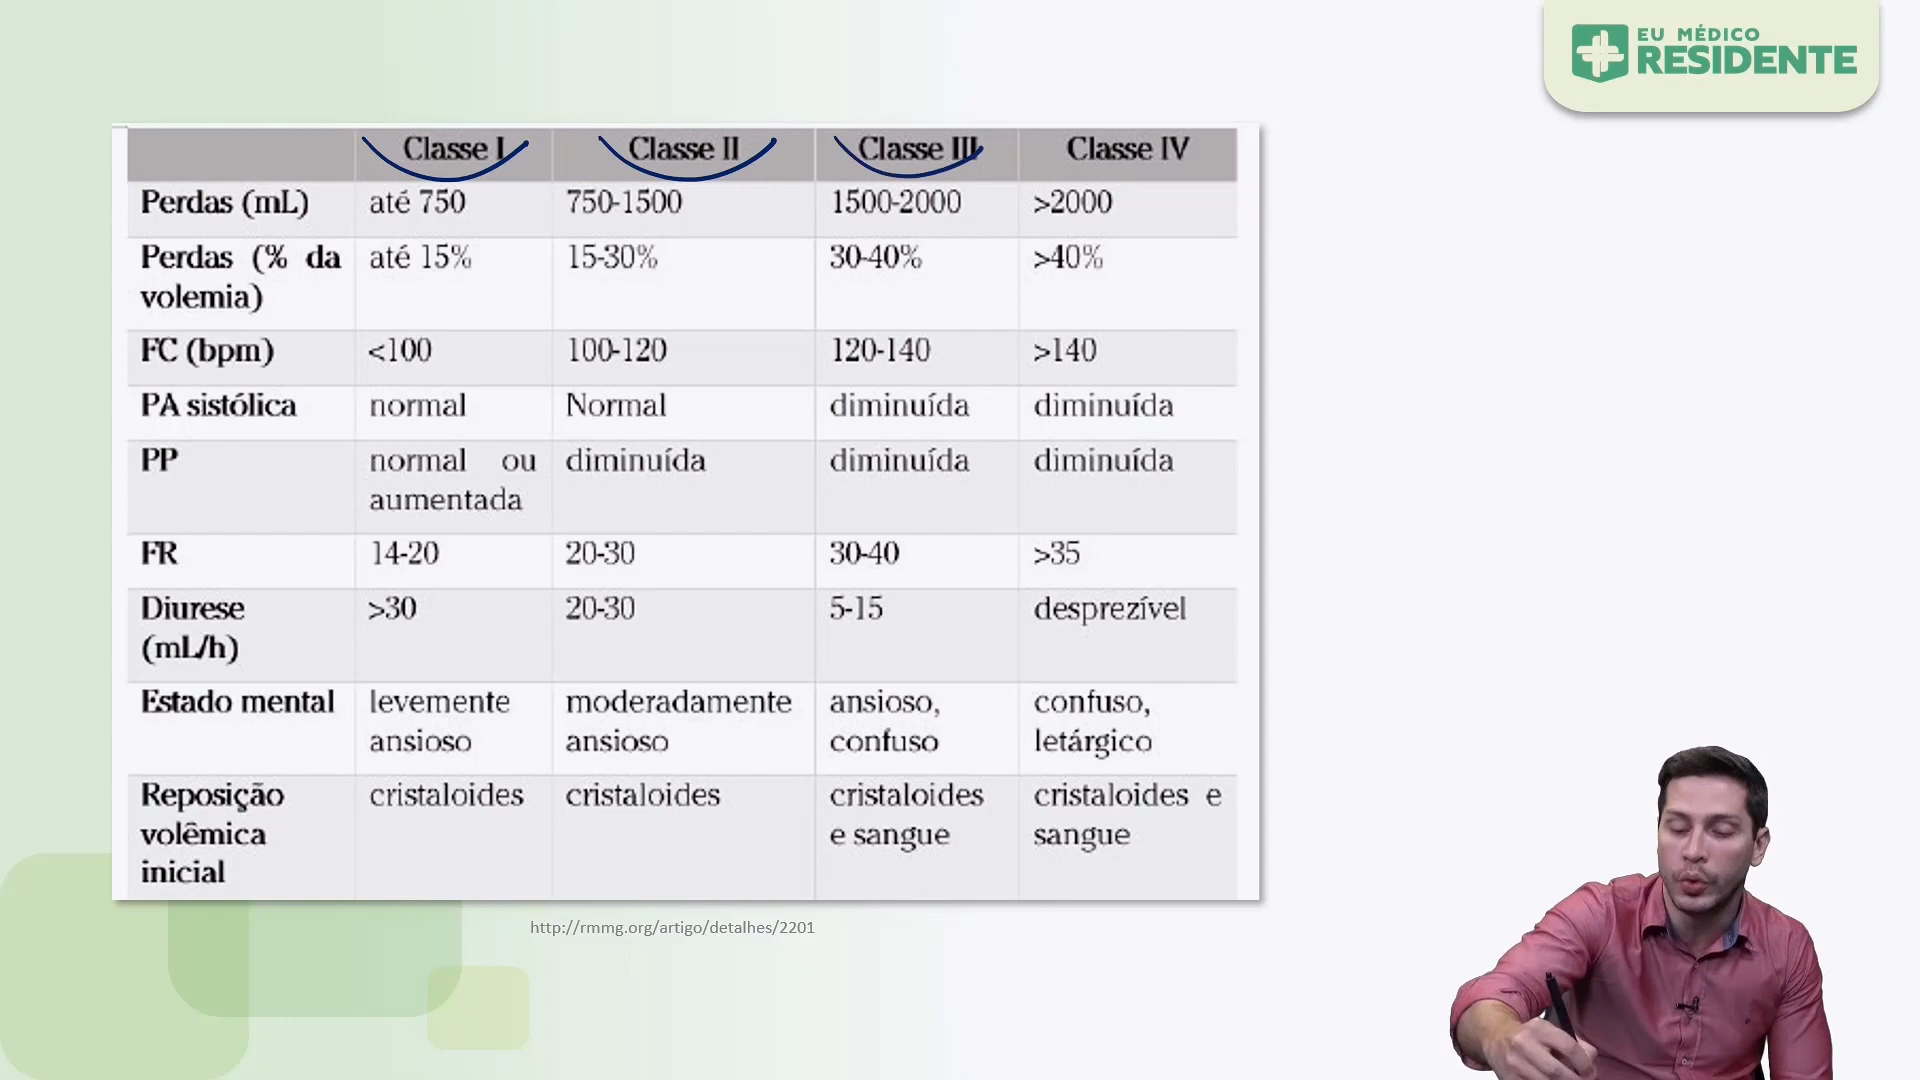 EU MÉDICO
RESIDENTE
Classe I Classe II Classe III Classe IV
Perdas (mL) até 750 750-1500 1500-2000 >2000
Perdas (% da até 15% 15-30% 30-40% >40%
volemia)
FC (bpm) <100 100-120 120-140 >140
PA sistólica normal Normal diminuída diminuída
PP normal ou diminuída diminuída diminuída
aumentada
FR 14-20 20-30 30-40 >35
Diurese >30 20-30 5-15 desprezível
(mL/h)
Estado mental levemente moderadamente ansioso, confuso,
ansioso ansioso confuso letárgico
Reposição cristaloides cristaloides cristaloides cristaloides e
volêmica e sangue sangue
inicial
http://rmmg.org/artigo/detalhes/2201